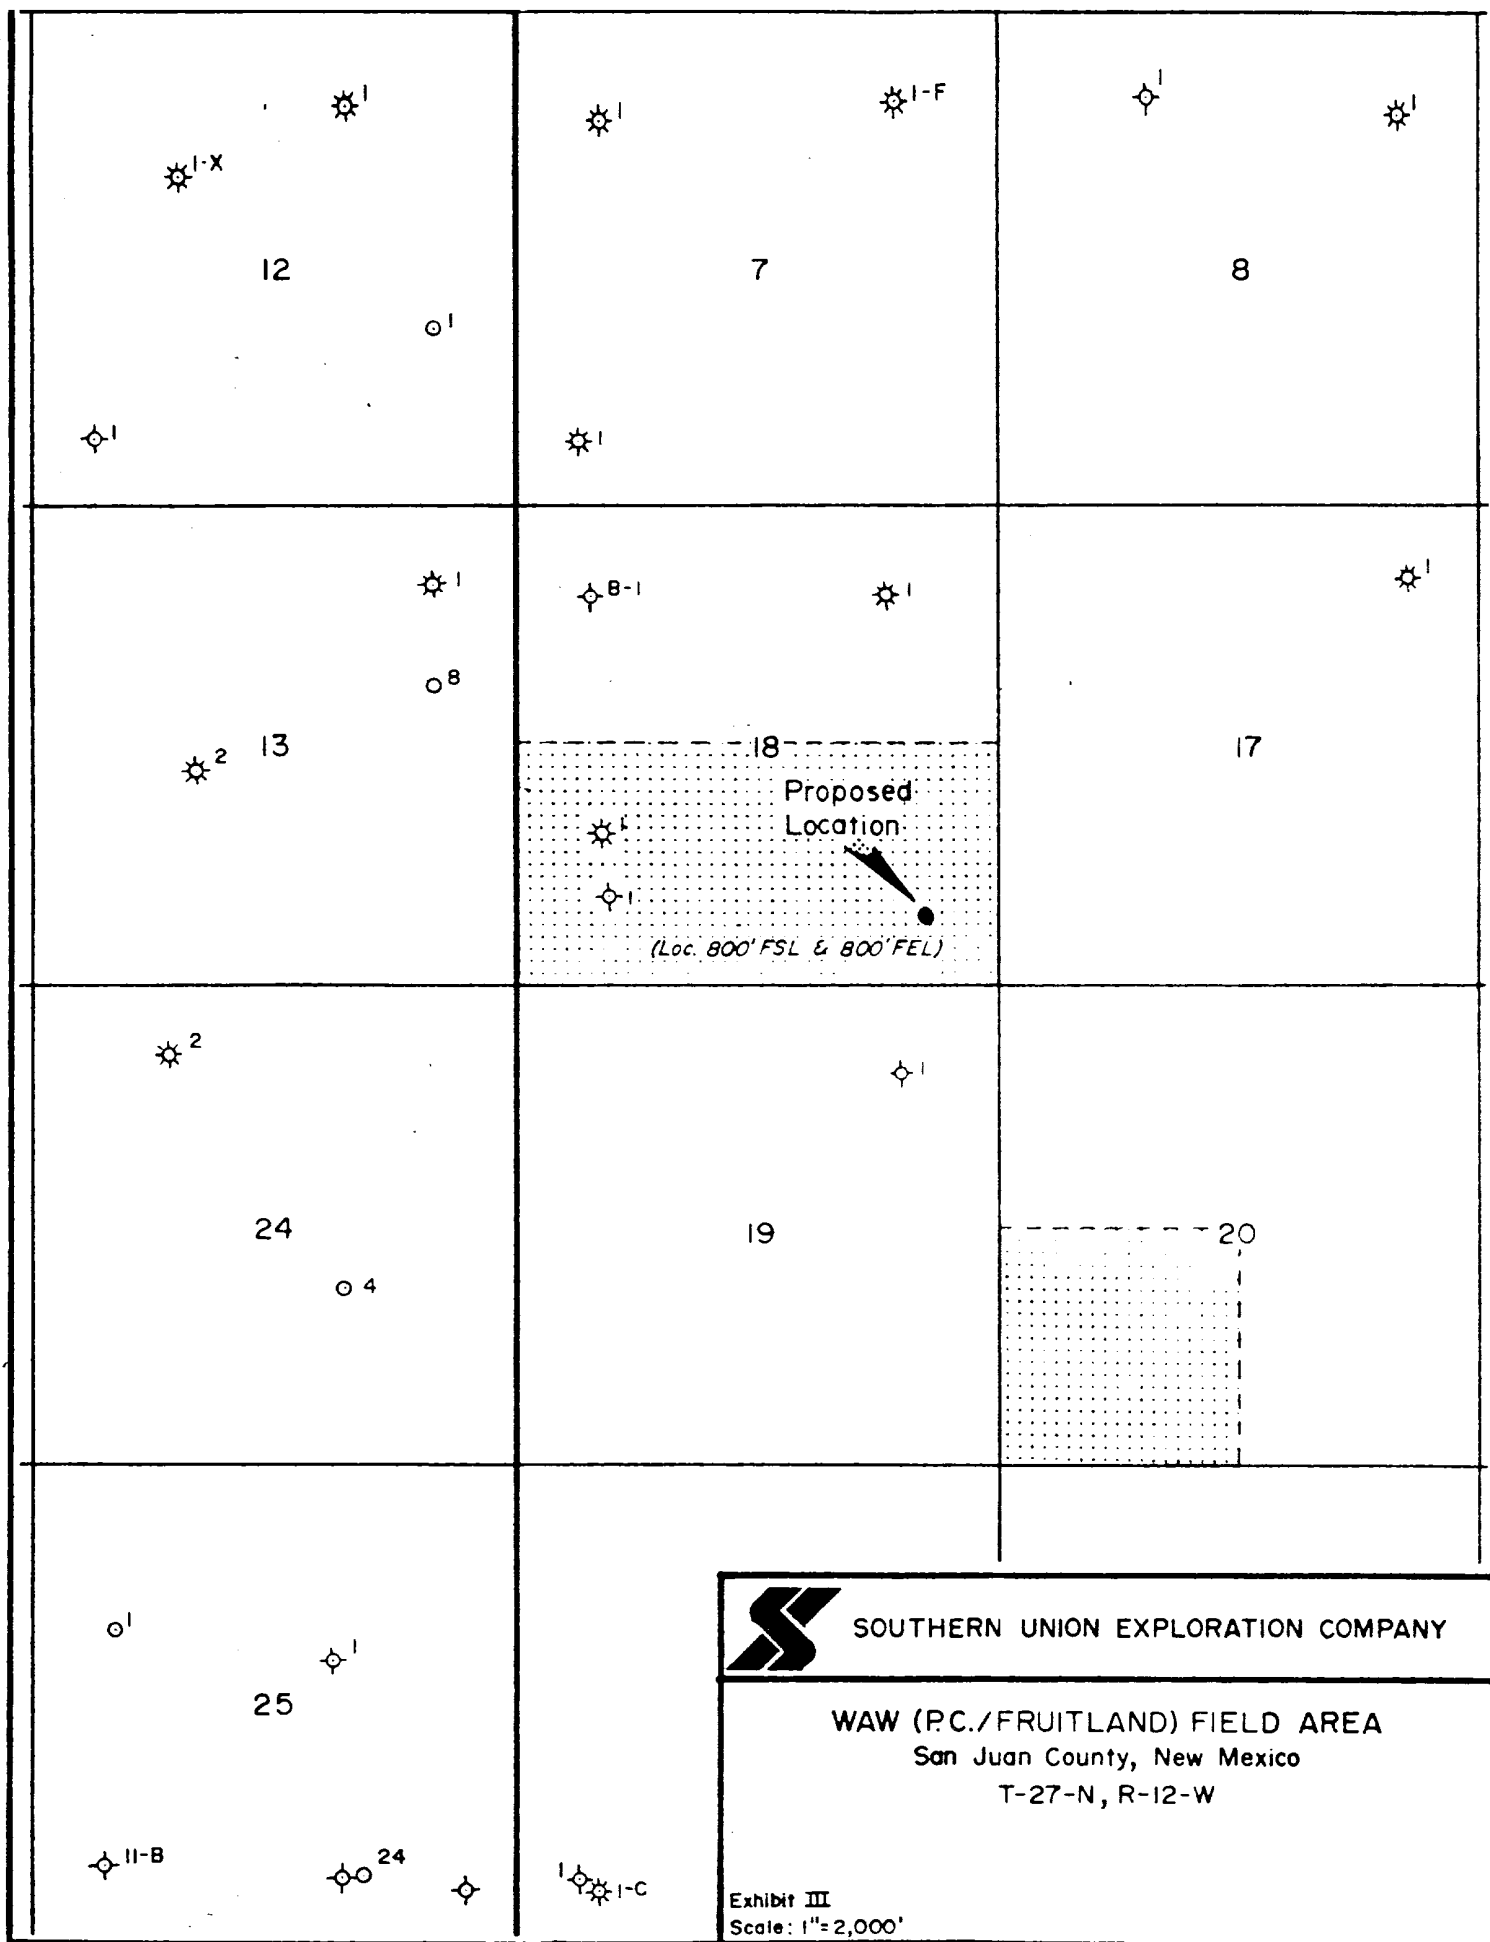 1
1-X
12
1
1
1
1-F
7
1
1
1
8
1
8
13
2
B-1
1
18
Proposed
Location
1
1
(Loc. 800' FSL & 800' FEL)
1
17
2
24
4
1
19
20
1
1
25
11-B
24
1
1-C
SOUTHERN UNION EXPLORATION COMPANY
WAW (P.C./FRUITLAND) FIELD AREA
San Juan County, New Mexico
T-27-N, R-12-W
Exhibit III
Scale: 1"=2,000'